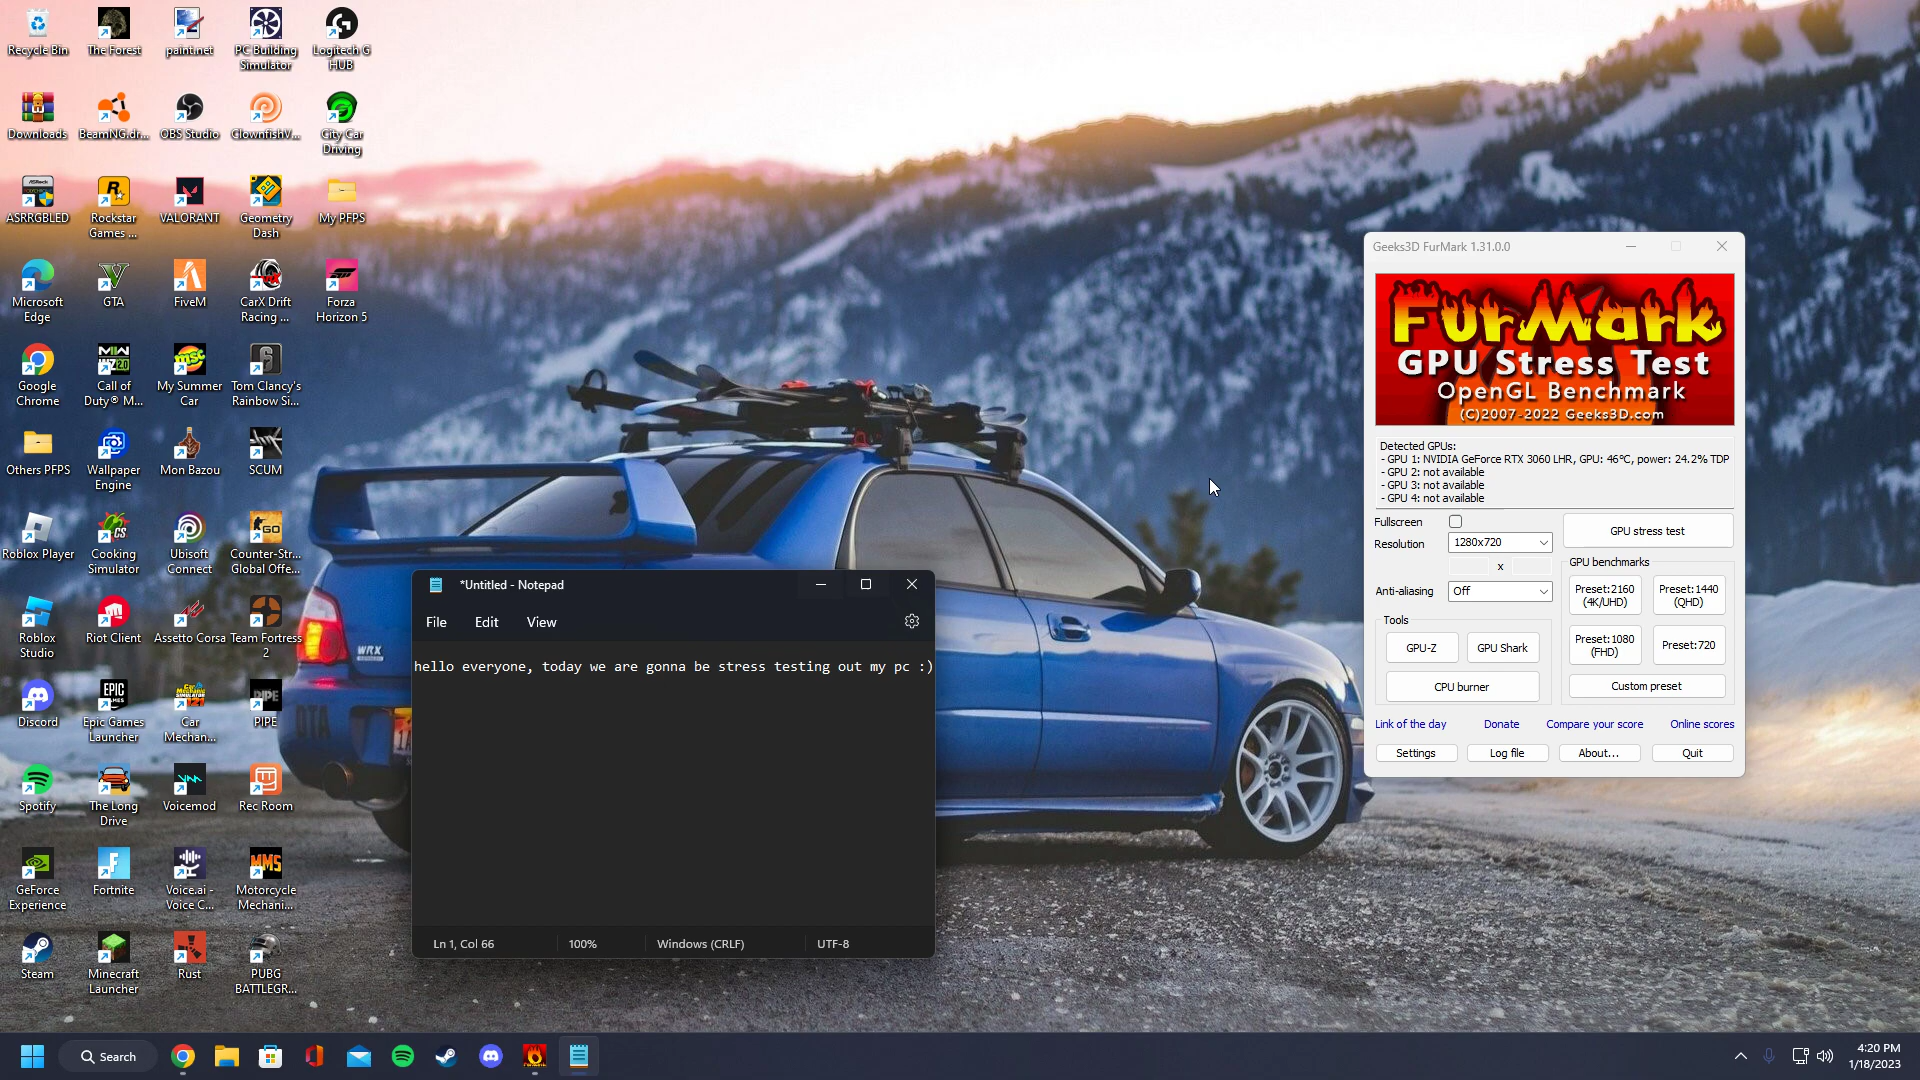 Recycle Bin
The Forest
paint.net
PC Building
Simulator
Logitech G
HUB
Downloads
BeamNG.dr...
OBS Studio
ClownfishV...
City Car
Driving
ASRRGBLED
Rockstar
Games ...
VALORANT
Geometry
Dash
My PFPS
Microsoft
Edge
GTA
FiveM
CarX Drift
Racing ...
Forza
Horizon 5
Google
Chrome
Call of
Duty® M...
My Summer
Car
Tom Clancy's
Rainbow Si...
Others PFPS
Wallpaper
Engine
Mon Bazou
SCUM
Roblox Player
Cooking
Simulator
Ubisoft
Connect
Counter-Str...
Global Offe...
Roblox
Studio
Riot Client
Assetto Corsa
Team Fortress
2
Discord
Epic Games
Launcher
Car
Mechan...
PIPE
Spotify
The Long
Drive
Voicemod
Rec Room
GeForce
Experience
Fortnite
Voice.ai -
Voice C...
Motorcycle
Mechani...
Steam
Minecraft
Launcher
Rust
PUBG
BATTLEGR...
WRX
*Untitled - Notepad
File
Edit
View
hello everyone, today we are gonna be stress testing out my pc :)
Ln 1, Col 66
100%
Windows (CRLF)
UTF-8
Geeks3D FurMark 1.31.0.0
FurMark
GPU Stress Test
OpenGL Benchmark
(C)2007-2022 Geeks3D.com
Detected GPUs:
- GPU 1: NVIDIA GeForce RTX 3060 LHR, GPU: 46°C, power: 24.2% TDP
- GPU 2: not available
- GPU 3: not available
- GPU 4: not available
Fullscreen
GPU stress test
Resolution
1280x720
x
Anti-aliasing
Off
GPU benchmarks
Preset:2160
(4K/UHD)
Preset:1440
(QHD)
Preset:1080
(FHD)
Preset:720
Custom preset
Tools
GPU-Z
GPU Shark
CPU burner
Link of the day
Donate
Compare your score
Online scores
Settings
Log file
About...
Quit
Search
4:20 PM
1/18/2023